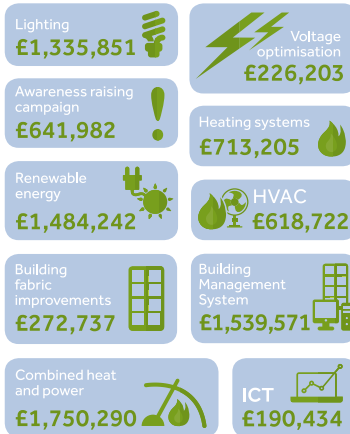 Lighting
£1,335,851
Voltage
optimisation
£226,203
Awareness raising
campaign
£641,982
Heating systems
£713,205
Renewable
energy
£1,484,242
HVAC
£618,722
Building
fabric
improvements
£272,737
Building
Management
System
£1,539,571
Combined heat
and power
£1,750,290
ICT
£190,434